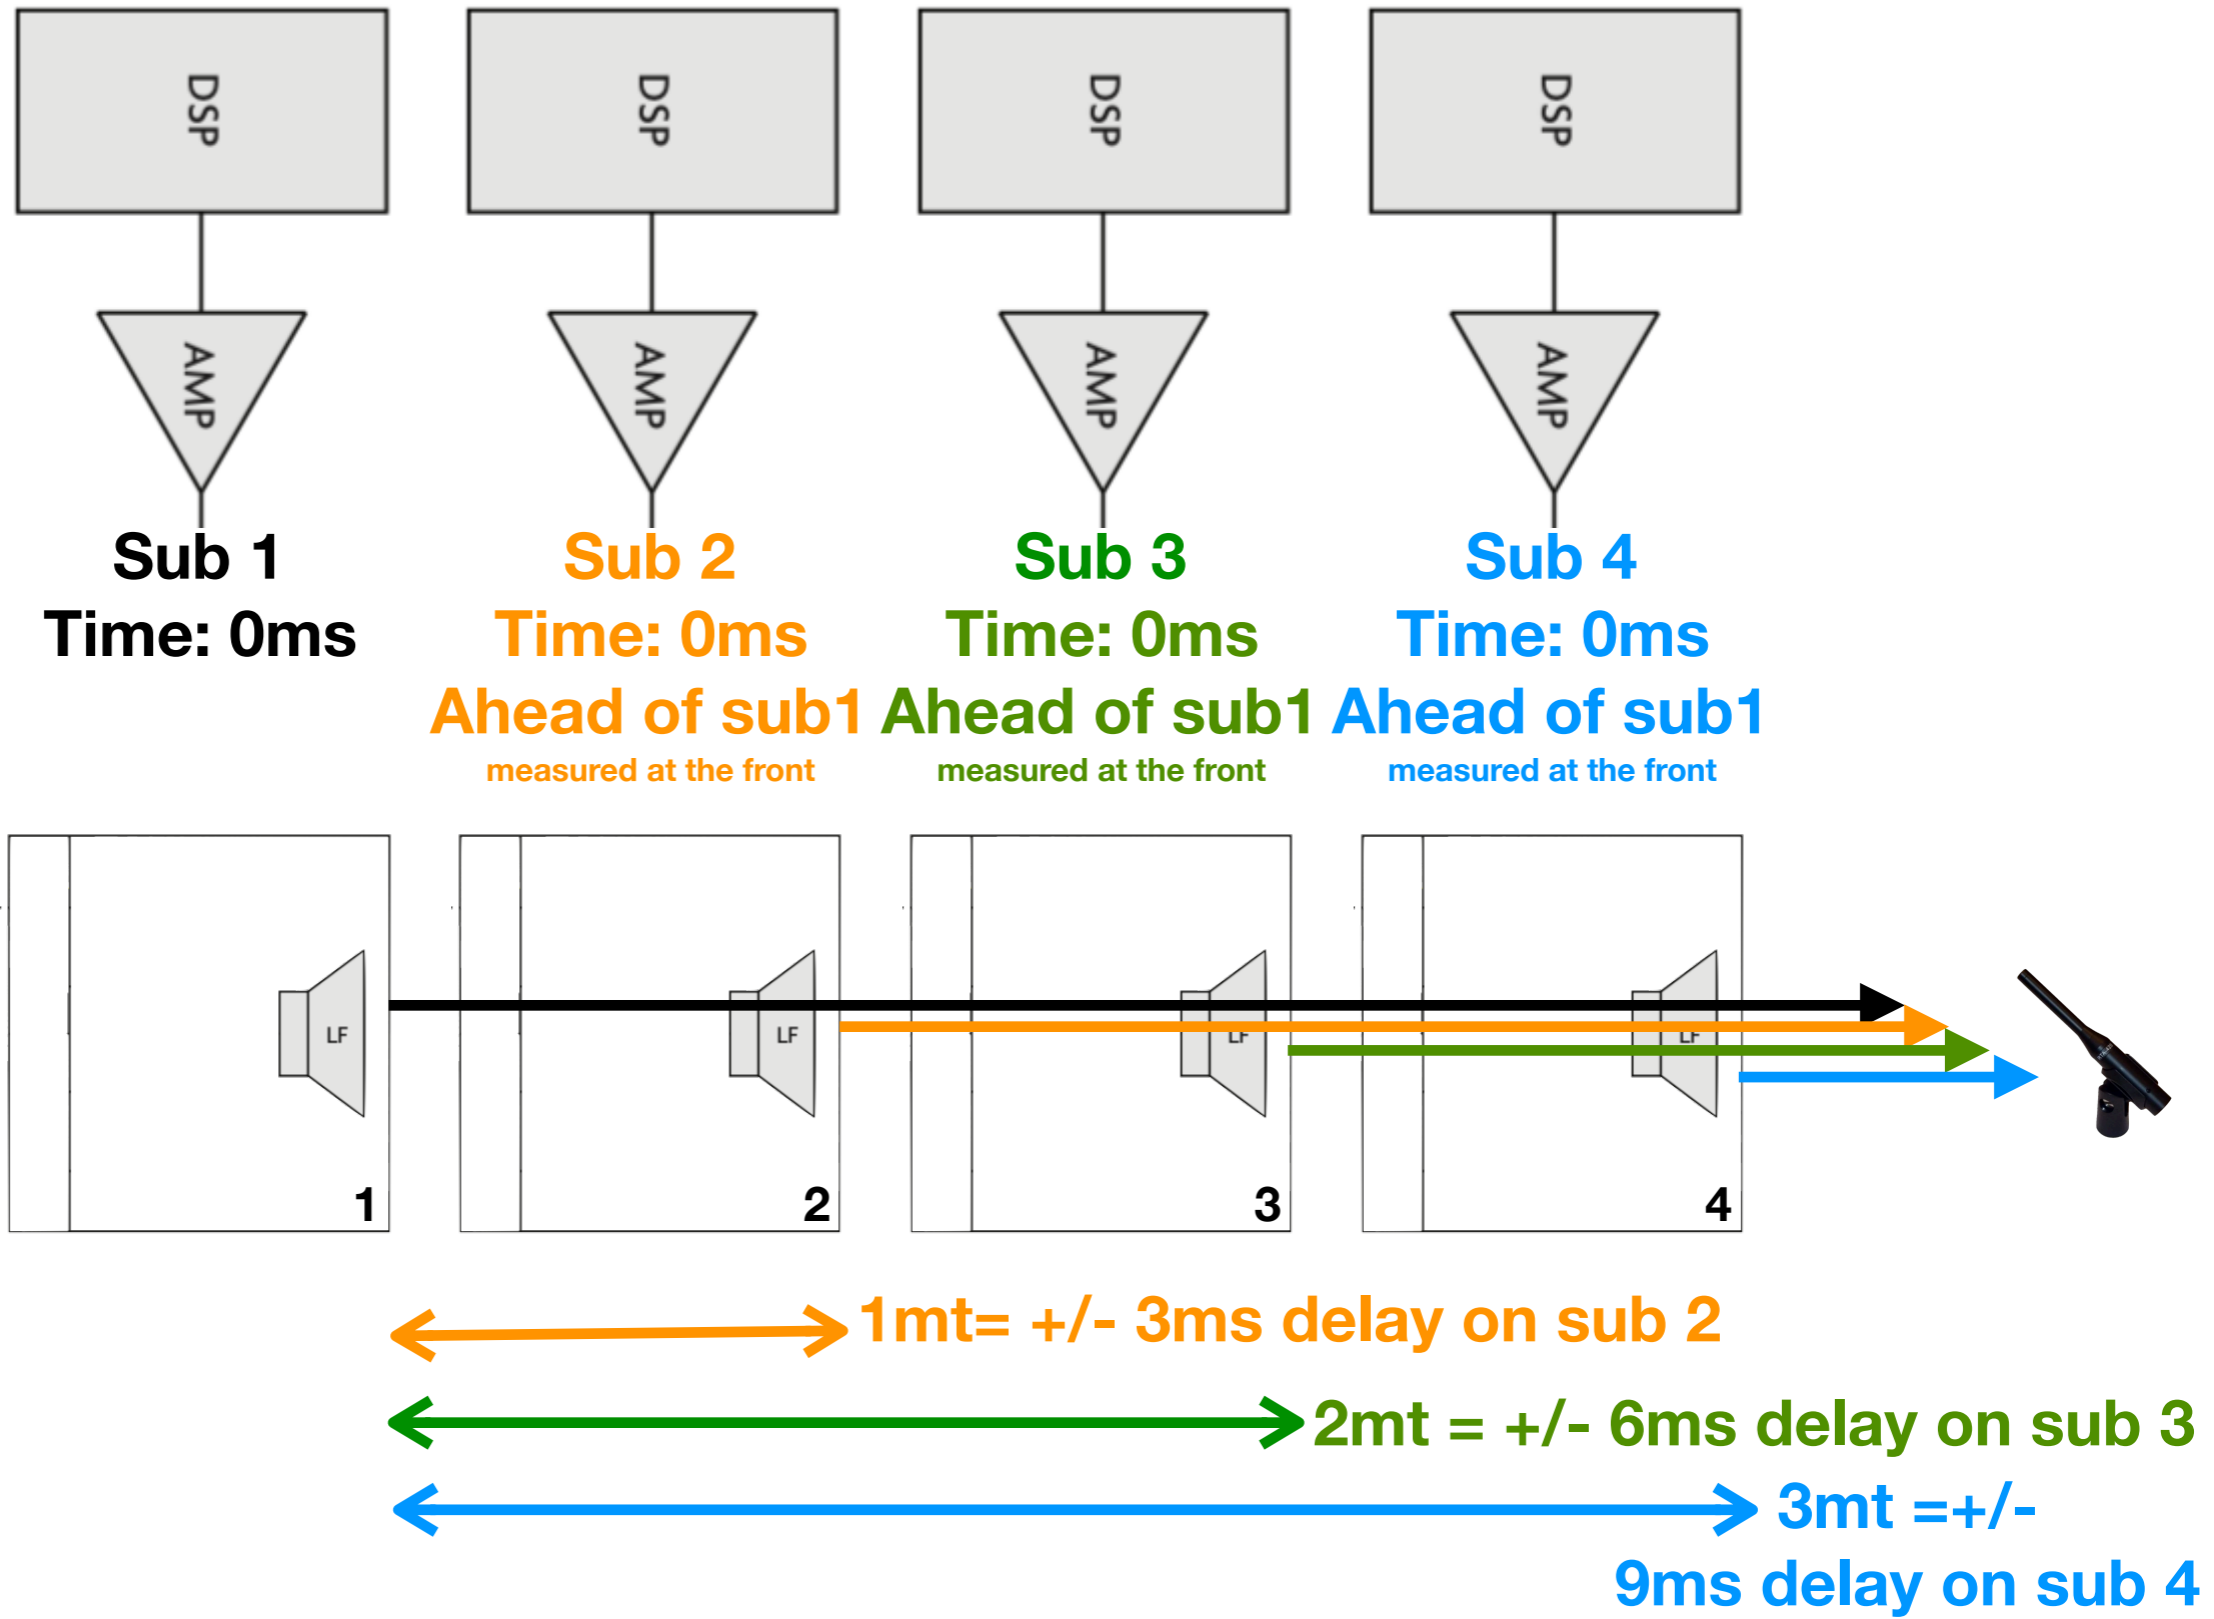 DSP
DSP
DSP
DSP
AMP
AMP
AMP
AMP
Sub 1
Time: 0ms
Sub 2
Time: 0ms
Ahead of sub1
measured at the front
Sub 3
Time: 0ms
Ahead of sub1
measured at the front
Sub 4
Time: 0ms
Ahead of sub1
measured at the front
LF
LF
LF
LF
1
2
3
4
1mt= +/- 3ms delay on sub 2
2mt = +/- 6ms delay on sub 3
3mt =+/-
9ms delay on sub 4